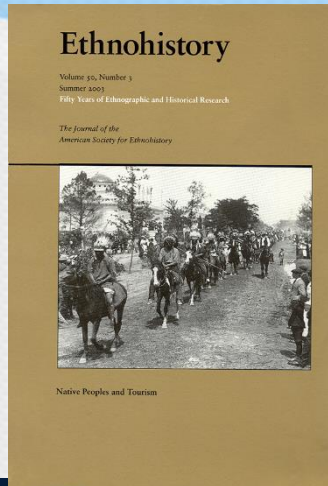 Ethnohistory
Volume 50, Number 3
Summer 2003
Fifty Years of Ethnographic and Historical Research
The Journal of the
American Society for Ethnohistory
Native Peoples and Tourism